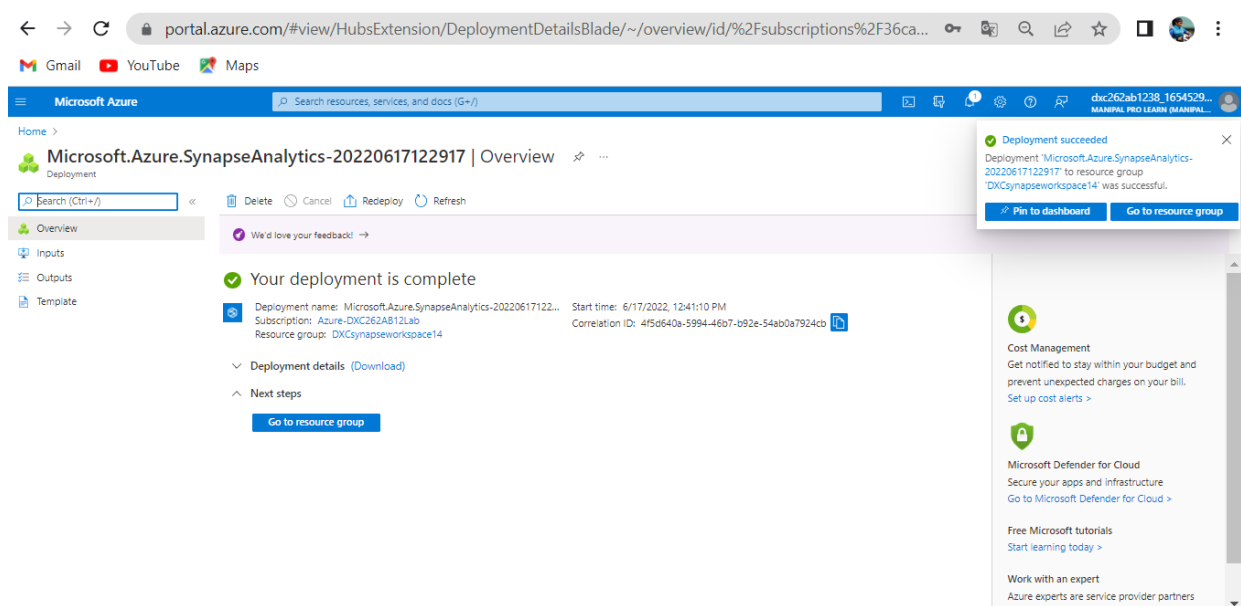 portal.azure.com/#view/HubsExtension/DeploymentDetailsBlade/~/overview/id/%2Fsubscriptions%2F36ca...
Gmail YouTube Maps
Microsoft Azure
Search resources, services, and docs (G+/)
1
dxc262ab1238_1654529...
MANIPAL PRO LEARN (MANIPAL...
Home >
Microsoft.Azure.SynapseAnalytics-20220617122917 | Overview
Deployment
Deployment succeeded
Deployment 'Microsoft.Azure.SynapseAnalytics-
20220617122917' to resource group
'DXCsynapseworkspace14' was successful.
Pin to dashboard Go to resource group
Search (Ctrl+/)
Overview
Inputs
Outputs
Template
Delete Cancel Redeploy Refresh
We'd love your feedback! →
Your deployment is complete
Deployment name: Microsoft.Azure.SynapseAnalytics-20220617122... Start time: 6/17/2022, 12:41:10 PM
Subscription: Azure-DXC262AB12Lab Correlation ID: 4f5d640a-5994-46b7-b92e-54ab0a7924cb
Resource group: DXCsynapseworkspace14
Deployment details (Download)
Next steps
Go to resource group
Cost Management
Get notified to stay within your budget and
prevent unexpected charges on your bill.
Set up cost alerts >
Microsoft Defender for Cloud
Secure your apps and infrastructure
Go to Microsoft Defender for Cloud >
Free Microsoft tutorials
Start learning today >
Work with an expert
Azure experts are service provider partners